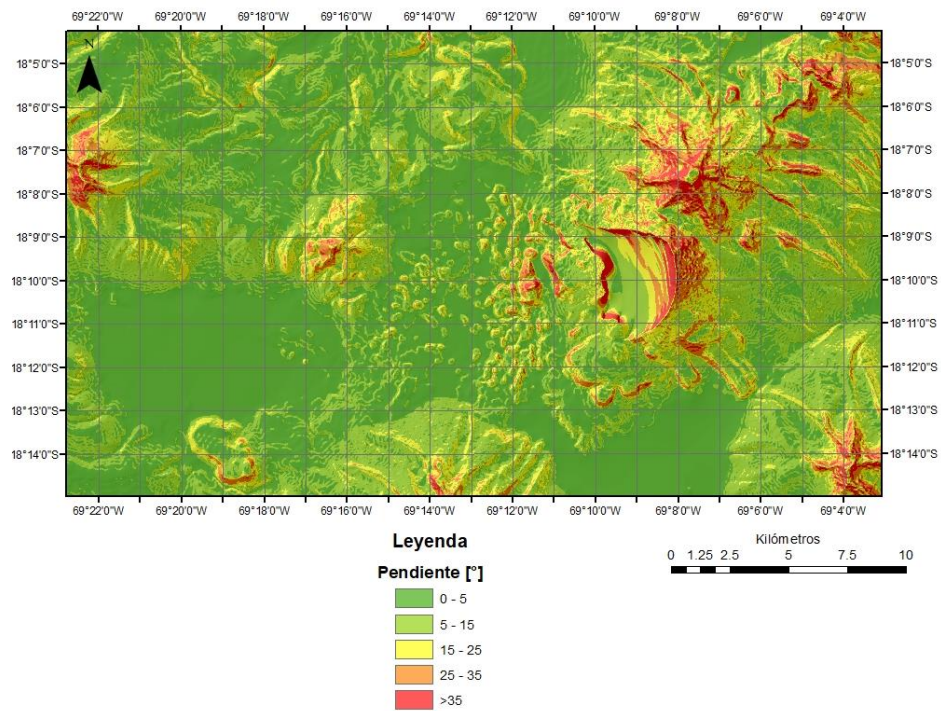 69°22'0"W 69°20'0"W 69°18'0"W 69°16'0"W 69°14'0"W 69°12'0"W 69°10'0"W 69°8'0"W 69°6'0"W 69°4'0"W
N
18°5'0"S 18°5'0"S
18°6'0"S 18°6'0"S
18°7'0"S 18°7'0"S
18°8'0"S 18°8'0"S
18°9'0"S 18°9'0"S
18°10'0"S 18°10'0"S
18°11'0"S 18°11'0"S
18°12'0"S 18°12'0"S
18°13'0"S 18°13'0"S
18°14'0"S 18°14'0"S
69°22'0"W 69°20'0"W 69°18'0"W 69°16'0"W 69°14'0"W 69°12'0"W 69°10'0"W 69°8'0"W 69°6'0"W 69°4'0"W
Leyenda
Pendiente [°]
0 - 5
5 - 15
15 - 25
25 - 35
>35
Kilómetros
0 1.25 2.5 5 7.5 10